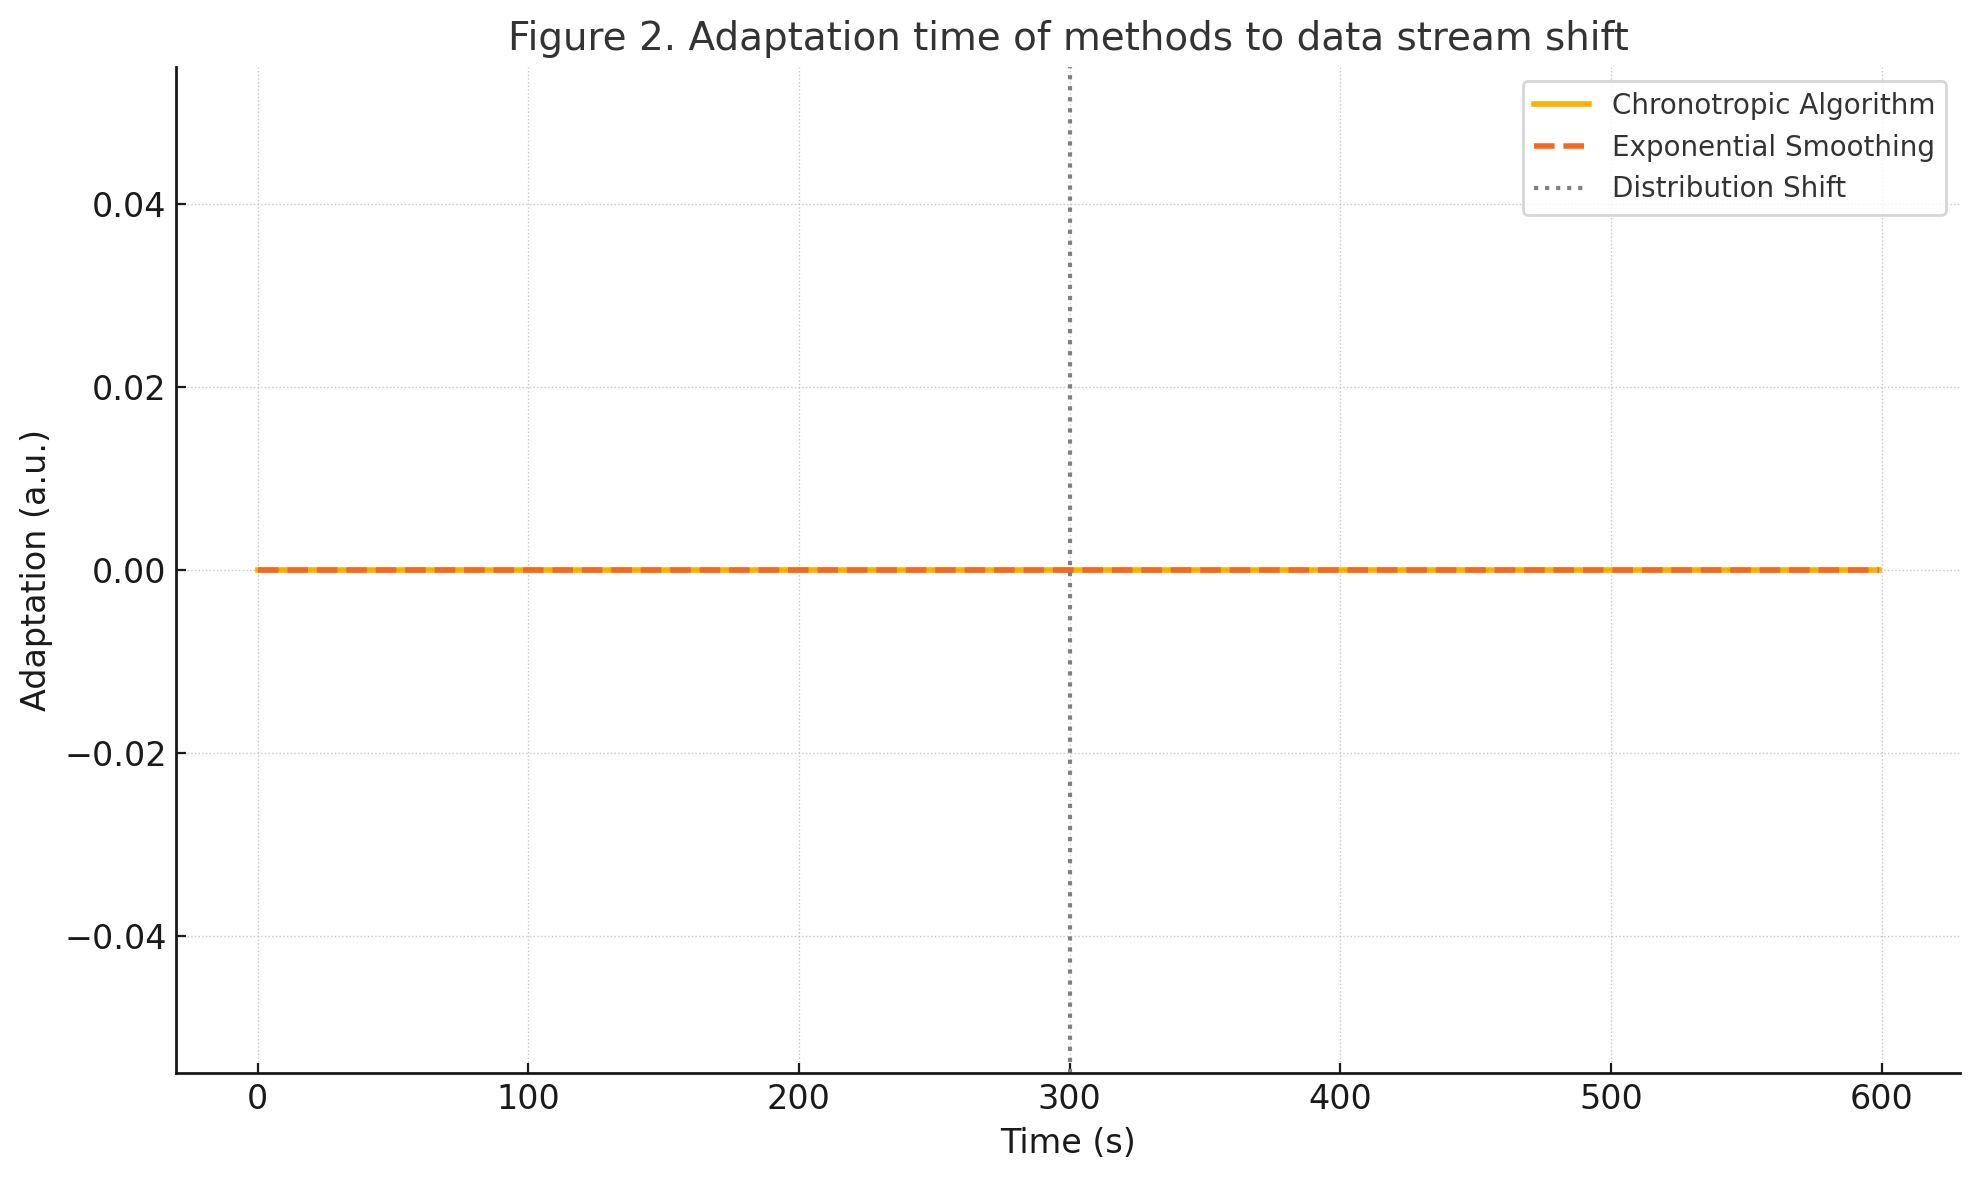 Figure 2. Adaptation time of methods to data stream shift
Chronotropic Algorithm
Exponential Smoothing
Distribution Shift
Adaptation (a.u.)
0.04
0.02
0.00
−0.02
−0.04
0 100 200 300 400 500 600
Time (s)